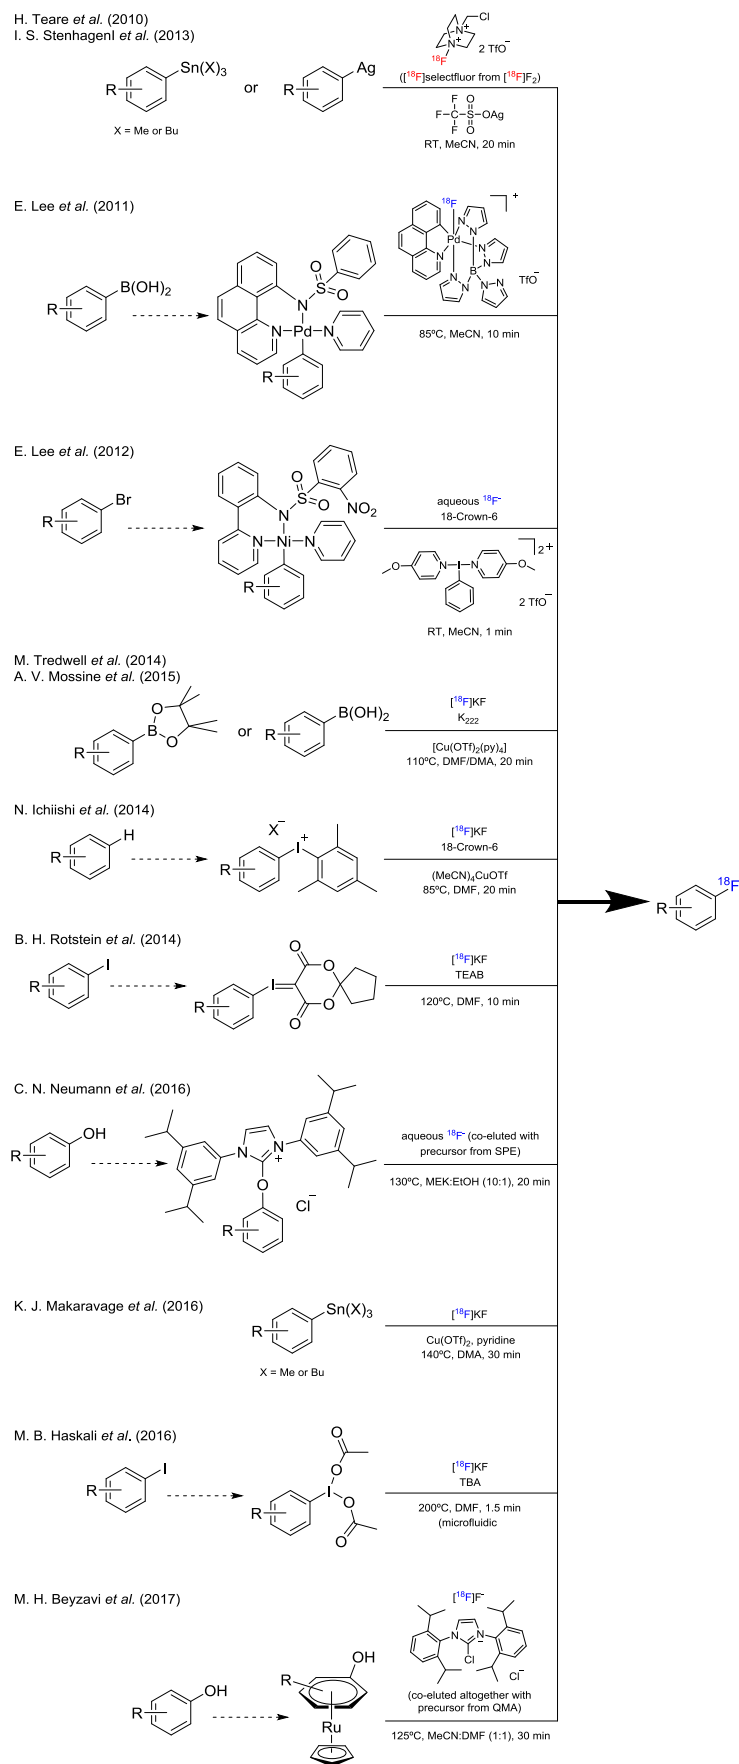 H. Teare et al. (2010)
I. S. Stenhagenl et al. (2013)
Sn(X)3
R
X = Me or Bu
or
Ag
R
Cl
N+
N+
18F
2 TfO−
([18F]selectfluor from [18F]F2)
F O
F C S OAg
F O
RT, MeCN, 20 min
E. Lee et al. (2011)
B(OH)2
R
O
S
O
N
N Pd N
R
18F
+
N
N
Pd
N
N
N
B
N
N
N
N
TfO−
85ºC, MeCN, 10 min
E. Lee et al. (2012)
Br
R
O
S
O
NO2
N
N Ni N
R
aqueous 18F−
18-Crown-6
2+
O
N I N
O
2 TfO−
RT, MeCN, 1 min
M. Tredwell et al. (2014)
A. V. Mossine et al. (2015)
O
B
O
R
or
B(OH)2
R
[18F]KF
K222
[Cu(OTf)2(py)4]
110ºC, DMF/DMA, 20 min
N. Ichiishi et al. (2014)
H
R
X−
I+
R
[18F]KF
18-Crown-6
(MeCN)4CuOTf
85ºC, DMF, 20 min
18F
R
B. H. Rotstein et al. (2014)
I
R
O
O
I
O
O
R
[18F]KF
TEAB
120ºC, DMF, 10 min
C. N. Neumann et al. (2016)
OH
R
N N
+
O
Cl−
R
aqueous 18F− (co-eluted with
precursor from SPE)
130ºC, MEK:EtOH (10:1), 20 min
K. J. Makaravage et al. (2016)
Sn(X)3
R
X = Me or Bu
[18F]KF
Cu(OTf)2, pyridine
140ºC, DMA, 30 min
M. B. Haskali et al. (2016)
I
R
O
O
I
O
O
R
[18F]KF
TBA
200ºC, DMF, 1.5 min
(microfluidic
M. H. Beyzavi et al. (2017)
OH
R
OH
R
Ru
[18F]F−
N N
−
Cl
Cl−
(co-eluted altogether with
precursor from QMA)
125ºC, MeCN:DMF (1:1), 30 min